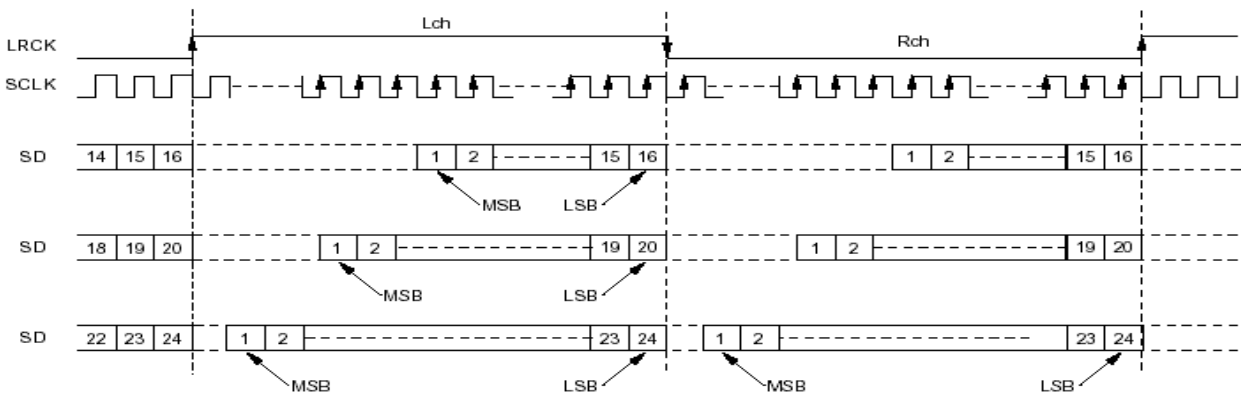 Lch
LRCK
Rch
SCLK
SD 14 15 16 1 2 15 16 1 2 15 16
MSB LSB
SD 18 19 20 1 2 19 20 1 2 19 20
MSB LSB
SD 22 23 24 1 2 23 24 1 2 23 24
MSB LSB MSB LSB